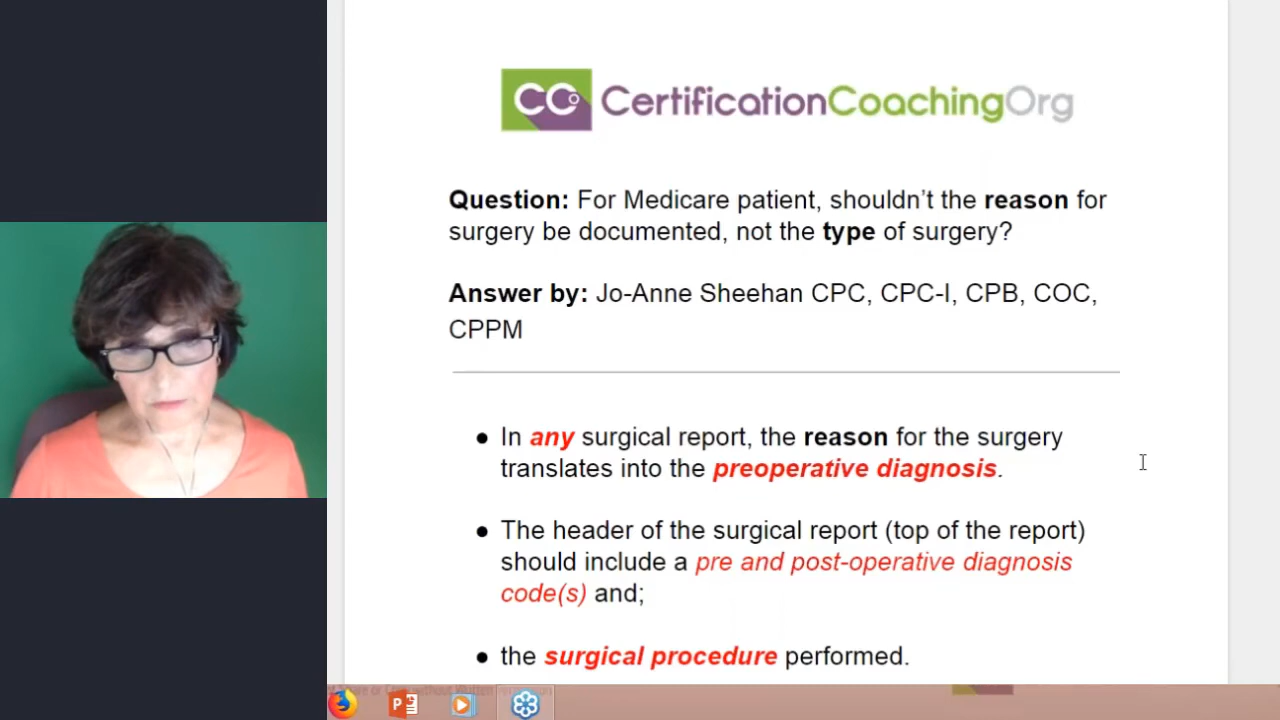 CCO CertificationCoachingOrg
Question: For Medicare patient, shouldn’t the reason for
surgery be documented, not the type of surgery?
Answer by: Jo-Anne Sheehan CPC, CPC-I, CPB, COC,
CPPM
● In any surgical report, the reason for the surgery
translates into the preoperative diagnosis.
● The header of the surgical report (top of the report)
should include a pre and post-operative diagnosis
code(s) and;
● the surgical procedure performed.